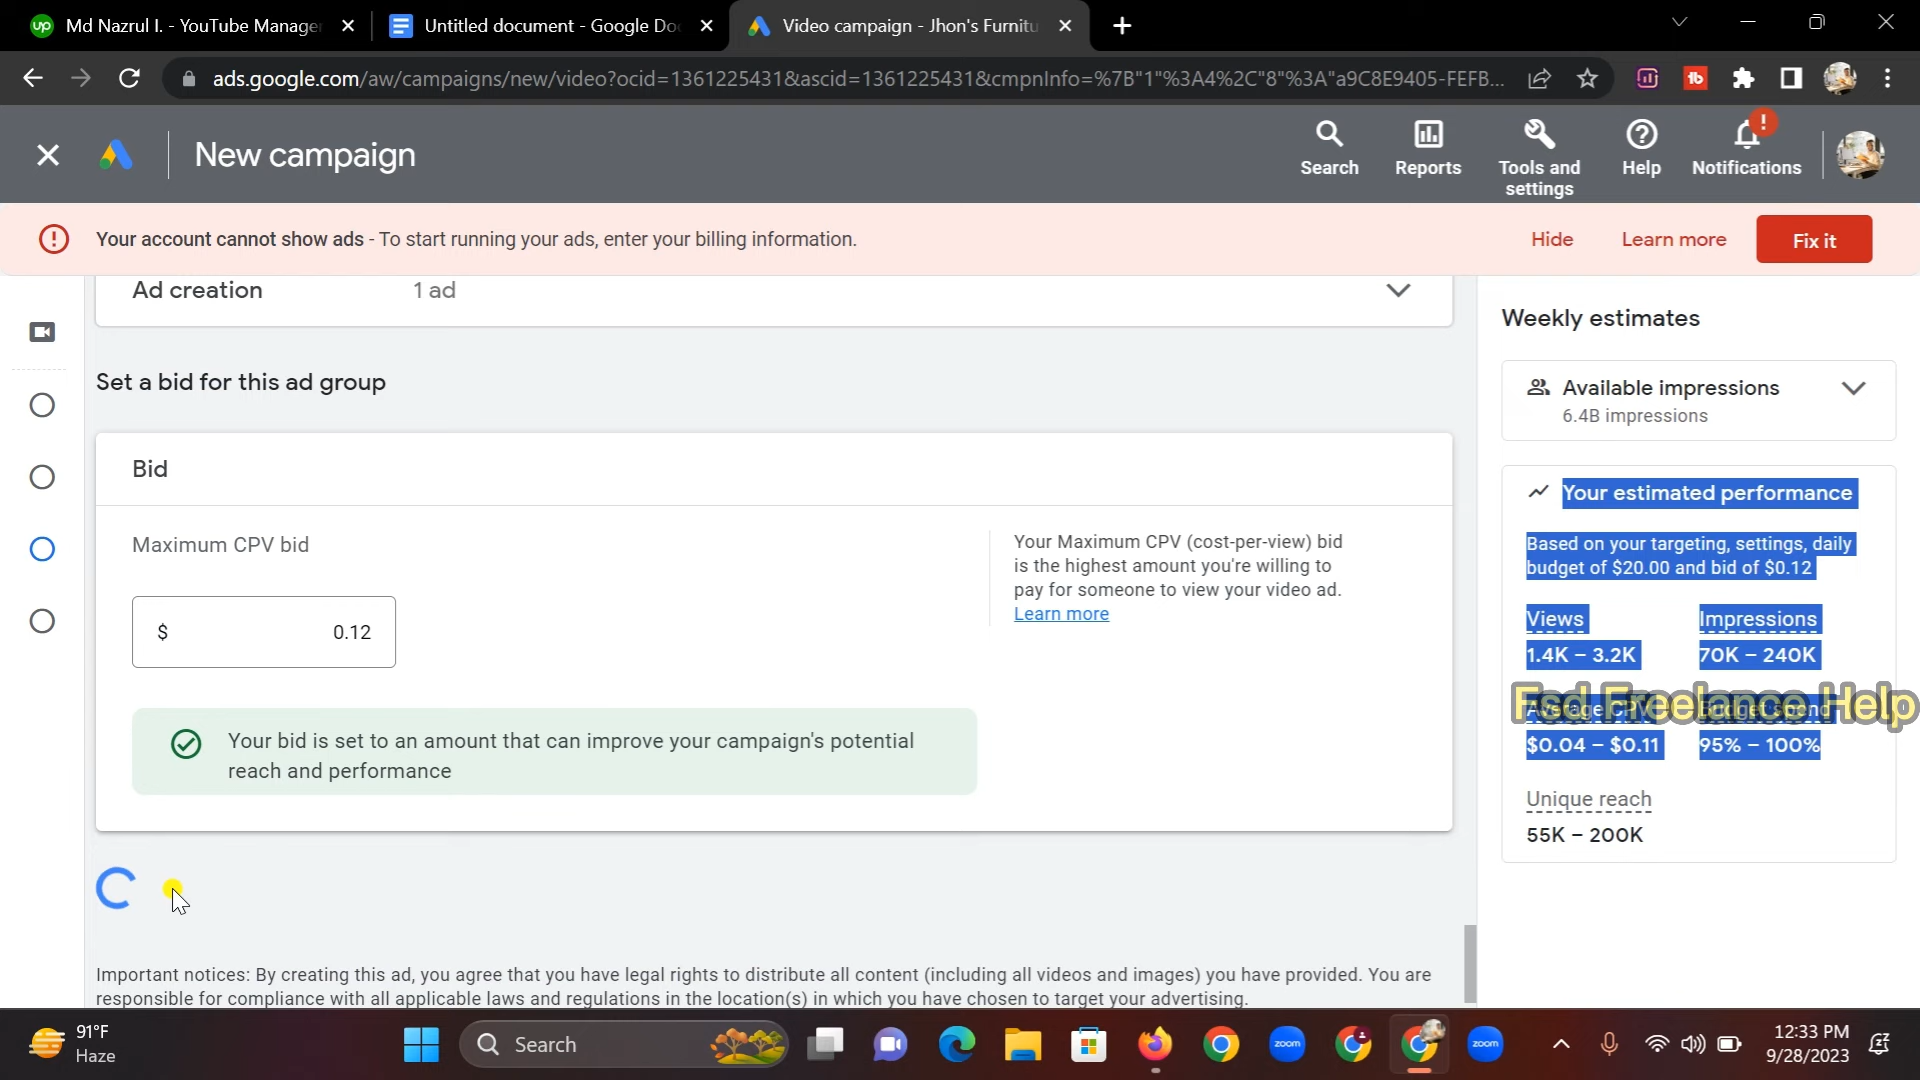 Md Nazrul I. - YouTube Manager
Untitled document - Google Do
Video campaign - Jhon's Furnitu
ads.google.com/aw/campaigns/new/video?ocid=1361225431&ascid=1361225431&cmpnInfo=%7B"1"%3A4%2C"8"%3A"a9C8E9405-FEFB...
New campaign
Search
Reports
Tools and
settings
Help
Notifications
Your account cannot show ads - To start running your ads, enter your billing information.
Hide
Learn more
Fix it
Ad creation
1 ad
Set a bid for this ad group
Bid
Maximum CPV bid
$ 0.12
Your Maximum CPV (cost-per-view) bid
is the highest amount you're willing to
pay for someone to view your video ad.
Learn more
Your bid is set to an amount that can improve your campaign's potential
reach and performance
Important notices: By creating this ad, you agree that you have legal rights to distribute all content (including all videos and images) you have provided. You are
responsible for compliance with all applicable laws and regulations in the location(s) in which you have chosen to target your advertising.
Weekly estimates
Available impressions
6.4B impressions
Your estimated performance
Based on your targeting, settings, daily
budget of $20.00 and bid of $0.12
Views
Impressions
1.4K – 3.2K
70K – 240K
Fsd Freelance Help
Average CPV
Budget spend
$0.04 – $0.11
95% – 100%
Unique reach
55K – 200K
91°F
Haze
Search
zoom
zoom
12:33 PM
9/28/2023